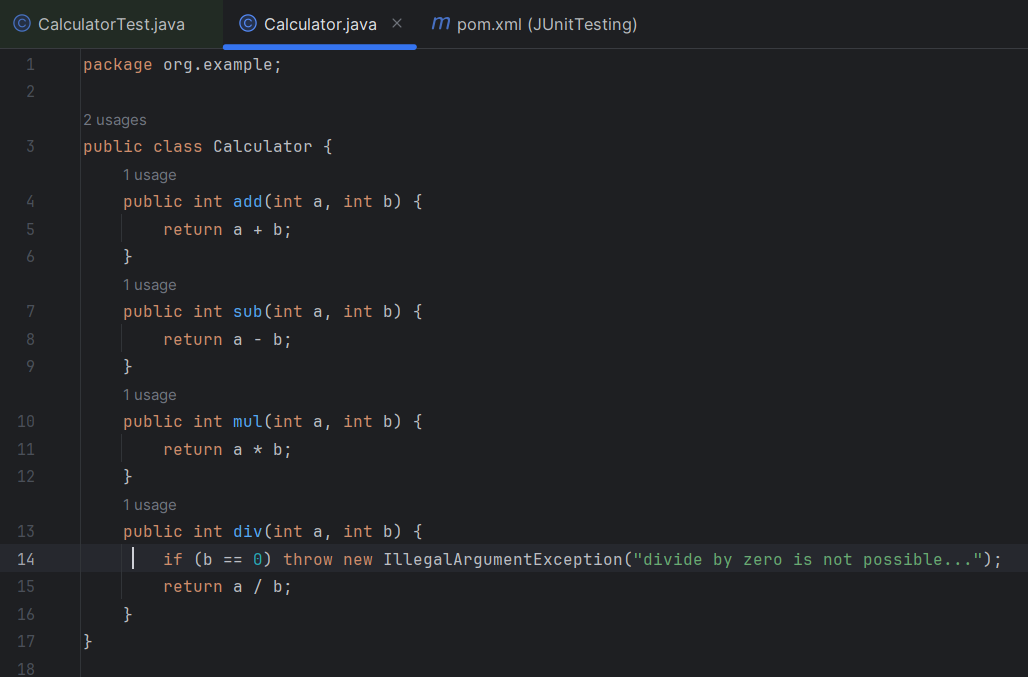 CalculatorTest.java Calculator.java × m pom.xml (JUnitTesting)
1 package org.example;
2
2 usages
3 public class Calculator {
1 usage
4 public int add(int a, int b) {
5 return a + b;
6 }
1 usage
7 public int sub(int a, int b) {
8 return a - b;
9 }
1 usage
10 public int mul(int a, int b) {
11 return a * b;
12 }
1 usage
13 public int div(int a, int b) {
14 if (b == 0) throw new IllegalArgumentException("divide by zero is not possible...");
15 return a / b;
16 }
17 }
18